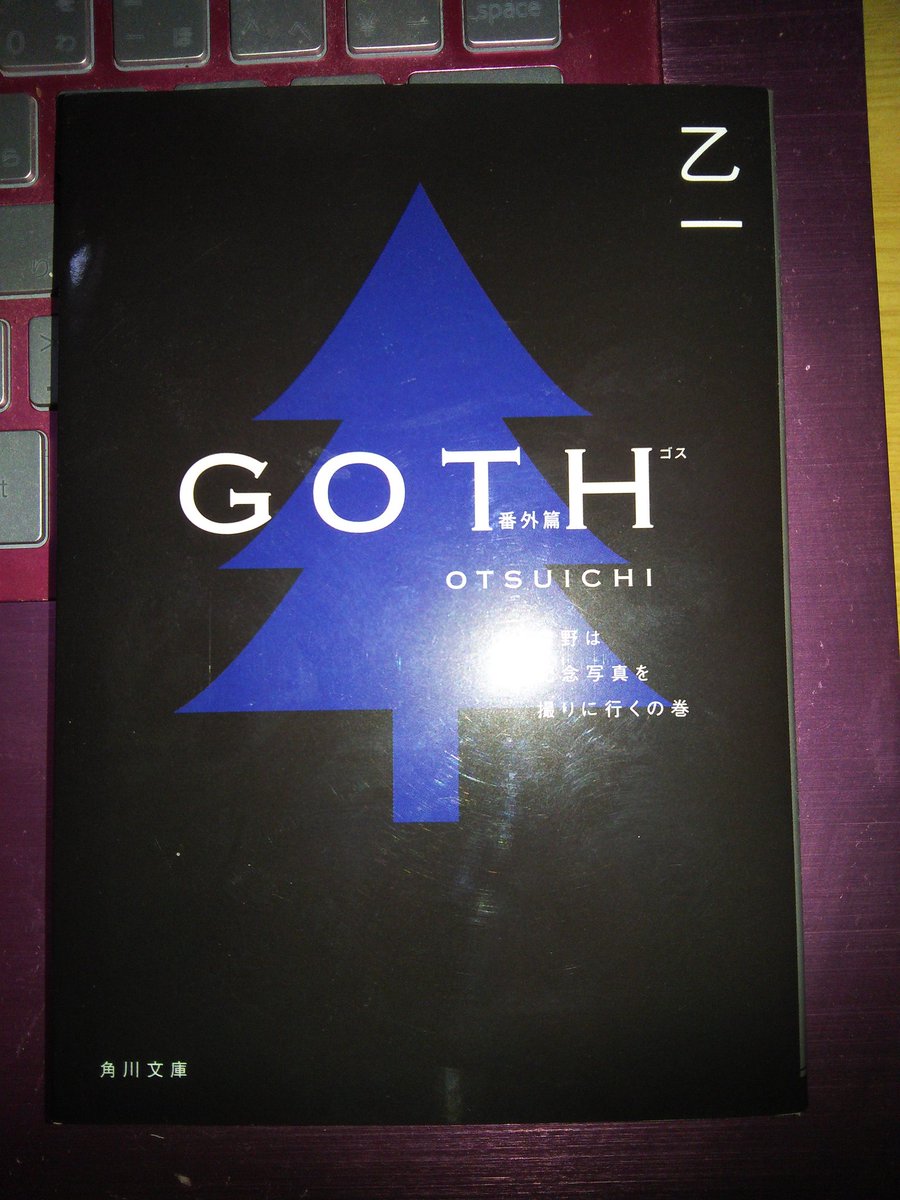 space
乙一
GOTH
ゴス
番外篇
OTSUICHI
野は
念写真を
撮りに行くの巻
角川文庫